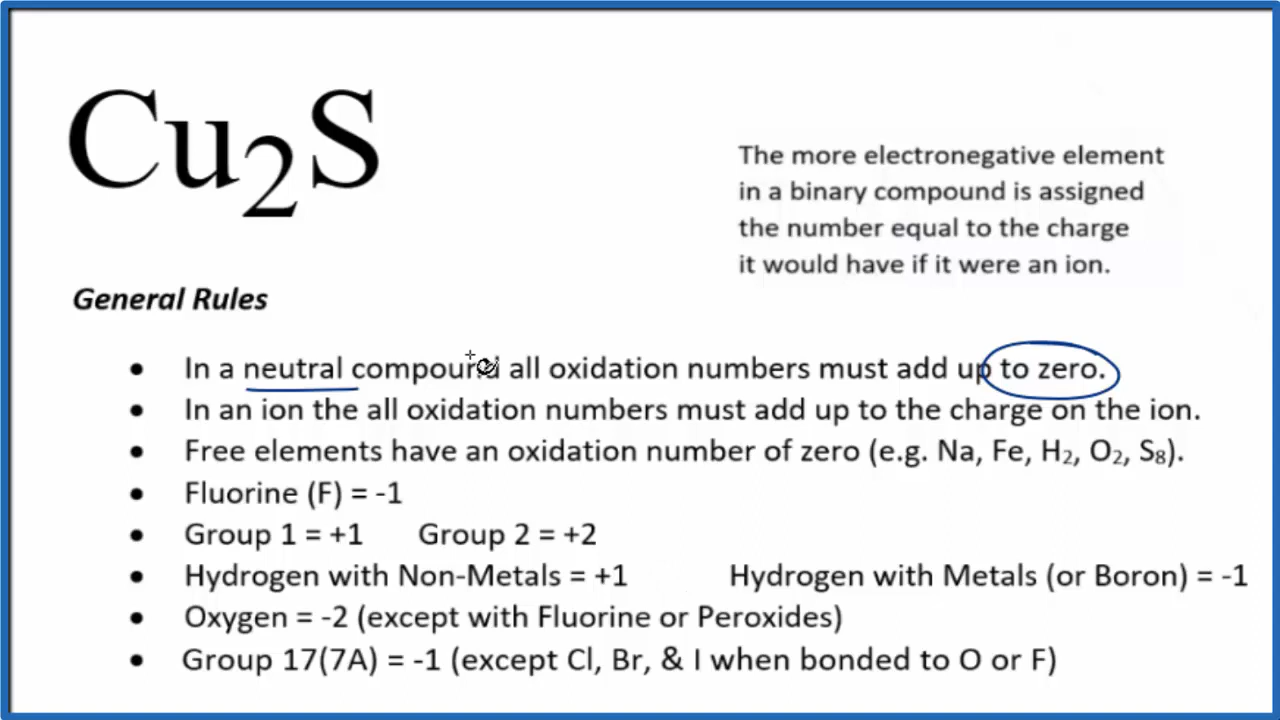 Cu₂S
The more electronegative element
in a binary compound is assigned
the number equal to the charge
it would have if it were an ion.
General Rules
• In a neutral compound all oxidation numbers must add up to zero.
• In an ion the all oxidation numbers must add up to the charge on the ion.
• Free elements have an oxidation number of zero (e.g. Na, Fe, H₂, O₂, S₈).
• Fluorine (F) = -1
• Group 1 = +1 Group 2 = +2
• Hydrogen with Non-Metals = +1 Hydrogen with Metals (or Boron) = -1
• Oxygen = -2 (except with Fluorine or Peroxides)
• Group 17(7A) = -1 (except Cl, Br, & I when bonded to O or F)